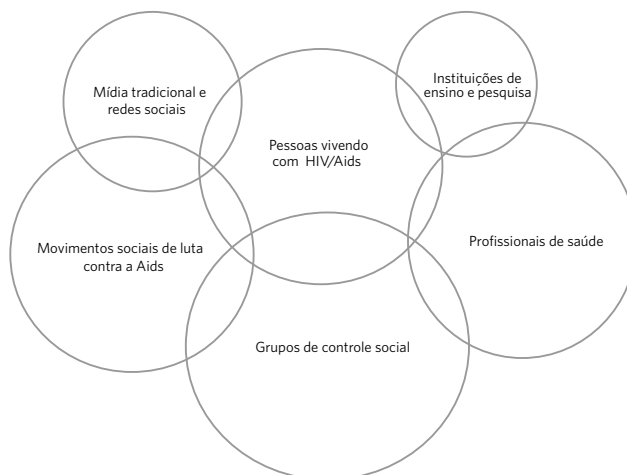 Mídia tradicional e
redes sociais
Instituições de
ensino e pesquisa
Pessoas vivendo
com HIV/Aids
Movimentos sociais de luta
contra a Aids
Profissionais de saúde
Grupos de controle social